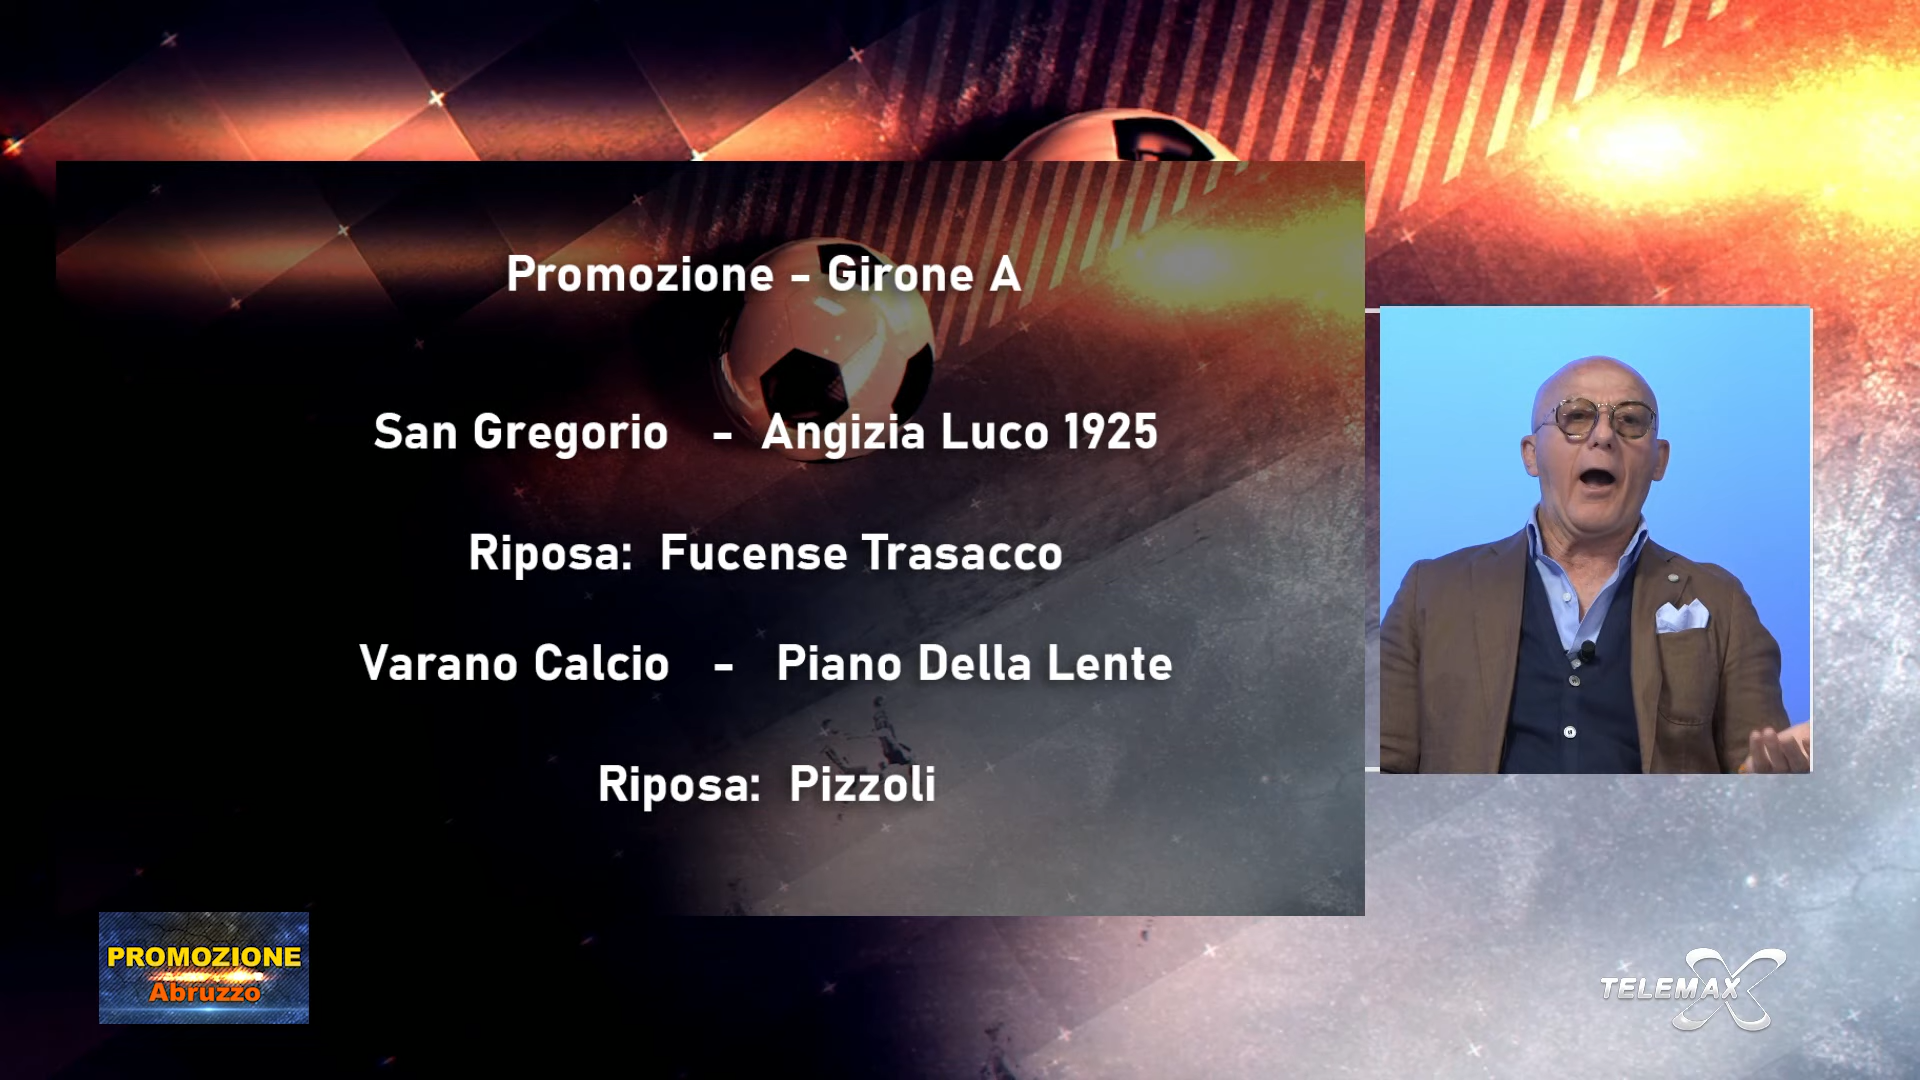 Promozione - Girone A
San Gregorio - Angizia Luco 1925
Riposa: Fucense Trasacco
Varano Calcio - Piano Della Lente
Riposa: Pizzoli
PROMOZIONE
Abruzzo
TELEMAX